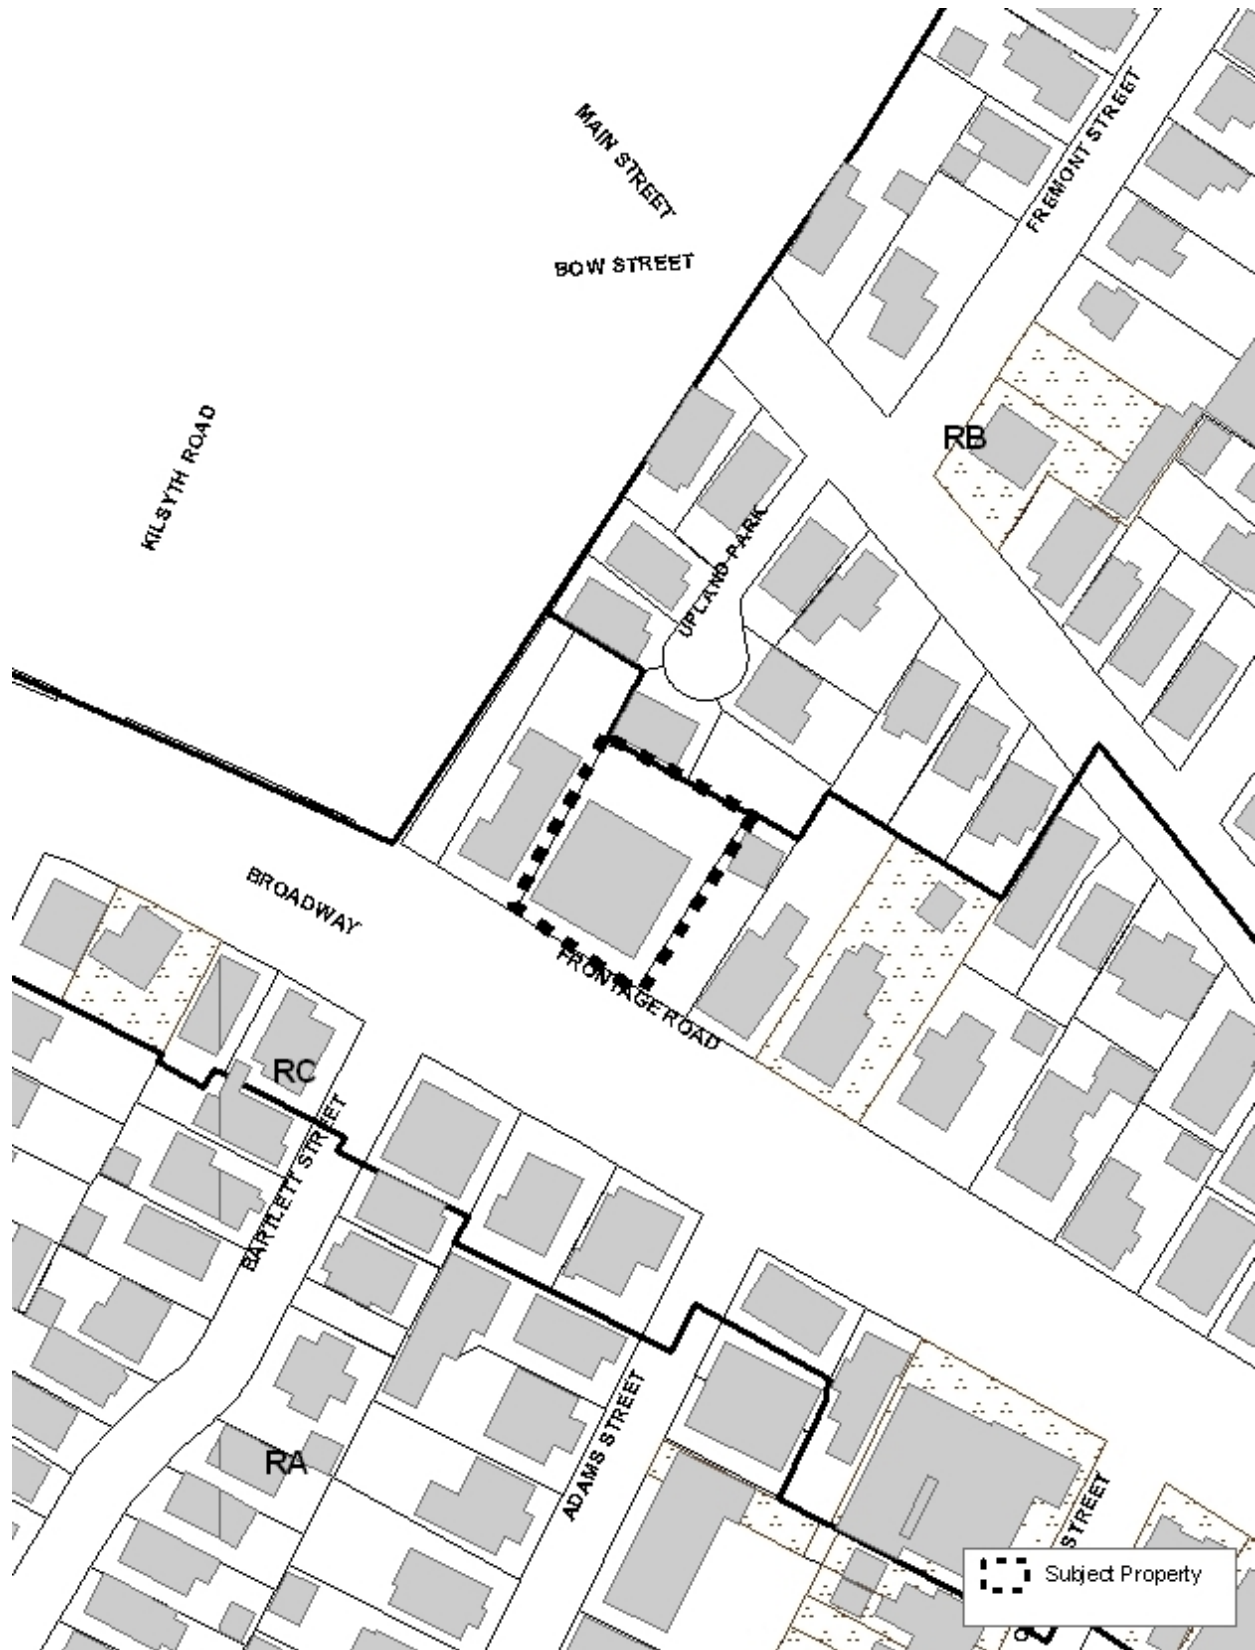 MAIN STREET
FREMONT STREET
BOW STREET
KILSYTH ROAD
RB
UPLAND PARK
BROADWAY
FRONTAGE ROAD
RC
BARTLETT STREET
ADAMS STREET
RA
STREET
Subject Property